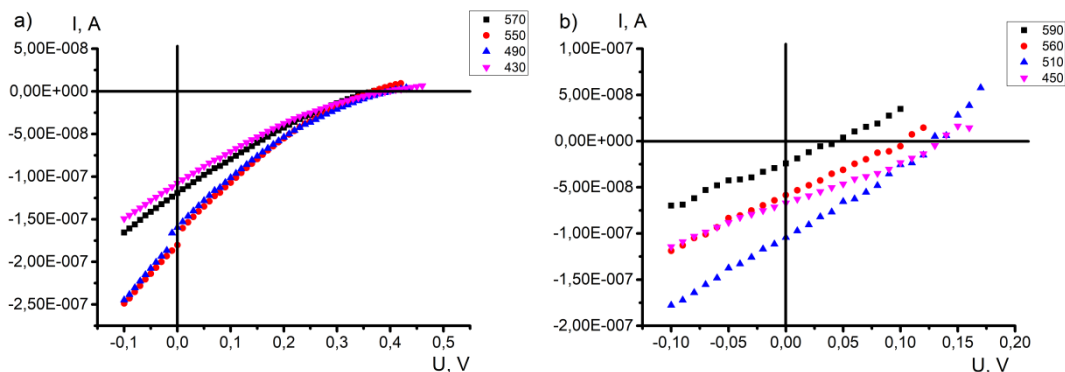 a)
I, A
570
550
490
430
5,00E-008
0,00E+000
-5,00E-008
-1,00E-007
-1,50E-007
-2,00E-007
-2,50E-007
-0,1 0,0 0,1 0,2 0,3 0,4 0,5
U, V
b)
I, A
590
560
510
450
1,00E-007
5,00E-008
0,00E+000
-5,00E-008
-1,00E-007
-1,50E-007
-2,00E-007
-0,10 -0,05 0,00 0,05 0,10 0,15 0,20
U, V